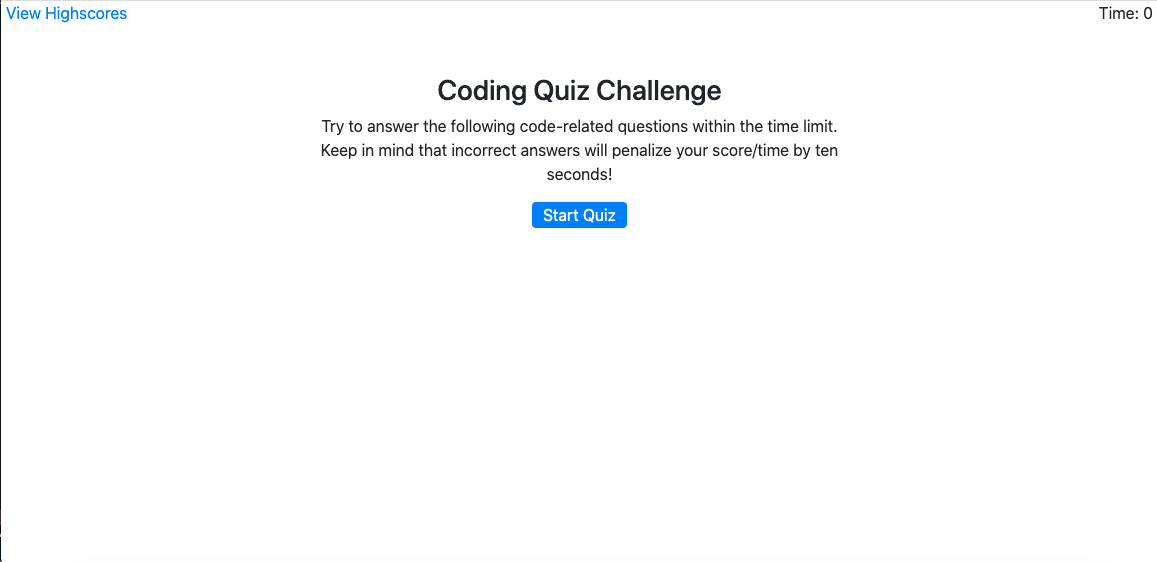 View Highscores
Time: 0
Coding Quiz Challenge
Try to answer the following code-related questions within the time limit.
Keep in mind that incorrect answers will penalize your score/time by ten
seconds!
Start Quiz